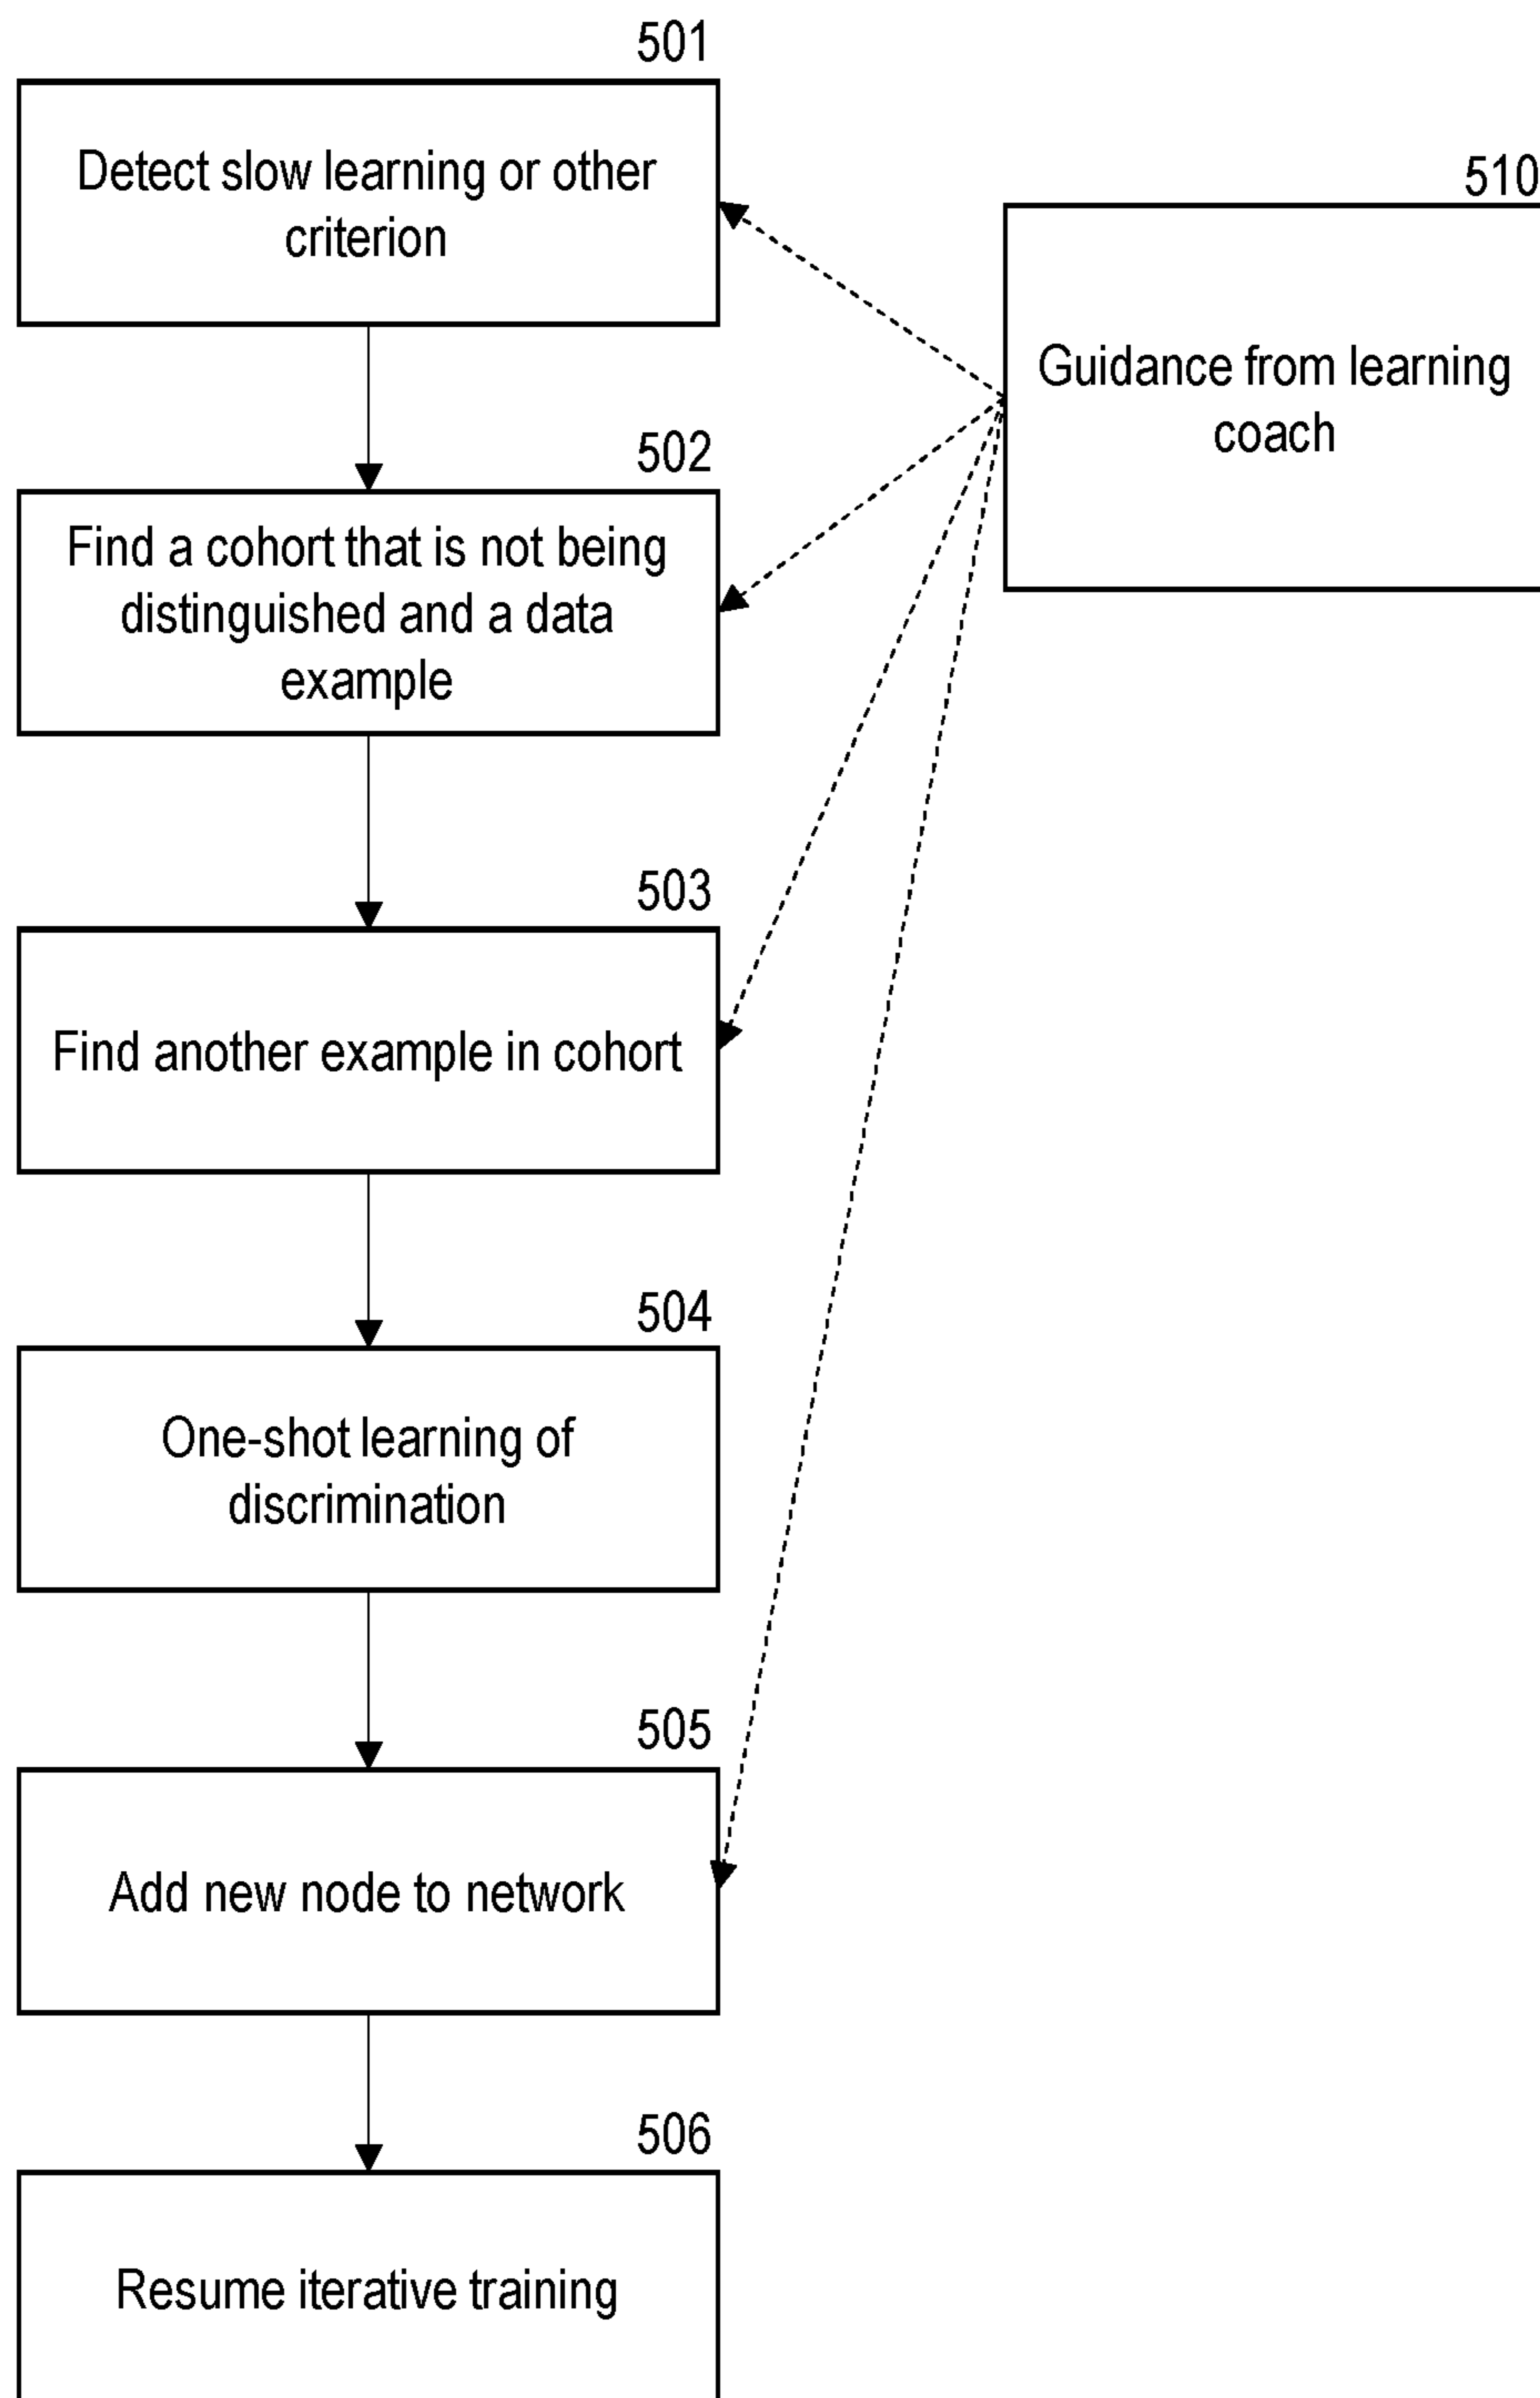 501
Detect slow learning or other
criterion
510
Guidance from learning
coach
502
Find a cohort that is not being
distinguished and a data
example
503
Find another example in cohort
504
One-shot learning of
discrimination
505
Add new node to network
506
Resume iterative training